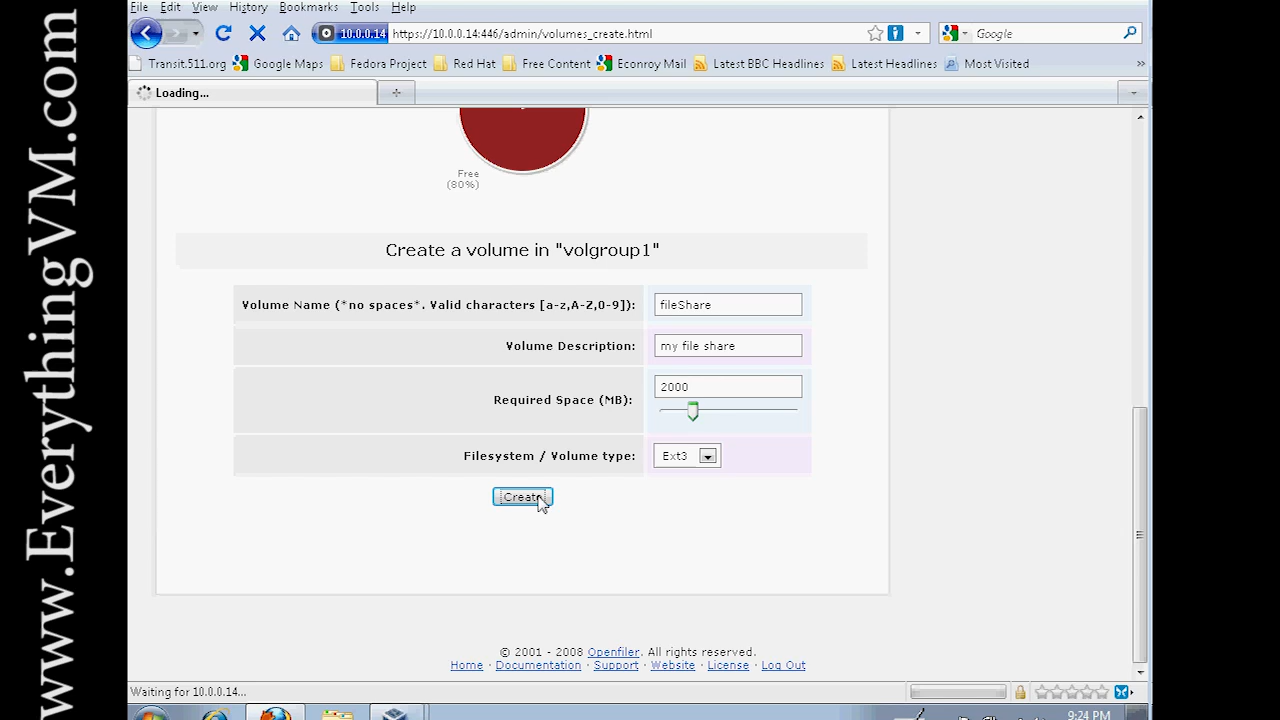 www.EverythingVM.com
File Edit View History Bookmarks Tools Help
10.0.0.14 https://10.0.0.14:446/admin/volumes_create.html Google
Transit.511.org Google Maps Fedora Project Red Hat Free Content Econroy Mail Latest BBC Headlines Latest Headlines Most Visited »
Loading...
Free
(80%)
Create a volume in "volgroup1"
Volume Name (*no spaces*. Valid characters [a-z,A-Z,0-9]): fileShare
Volume Description: my file share
Required Space (MB): 2000
Filesystem / Volume type: Ext3
Create
© 2001 - 2008 Openfiler. All rights reserved.
Home · Documentation · Support · Website · License · Log Out
Waiting for 10.0.0.14...
9:24 PM